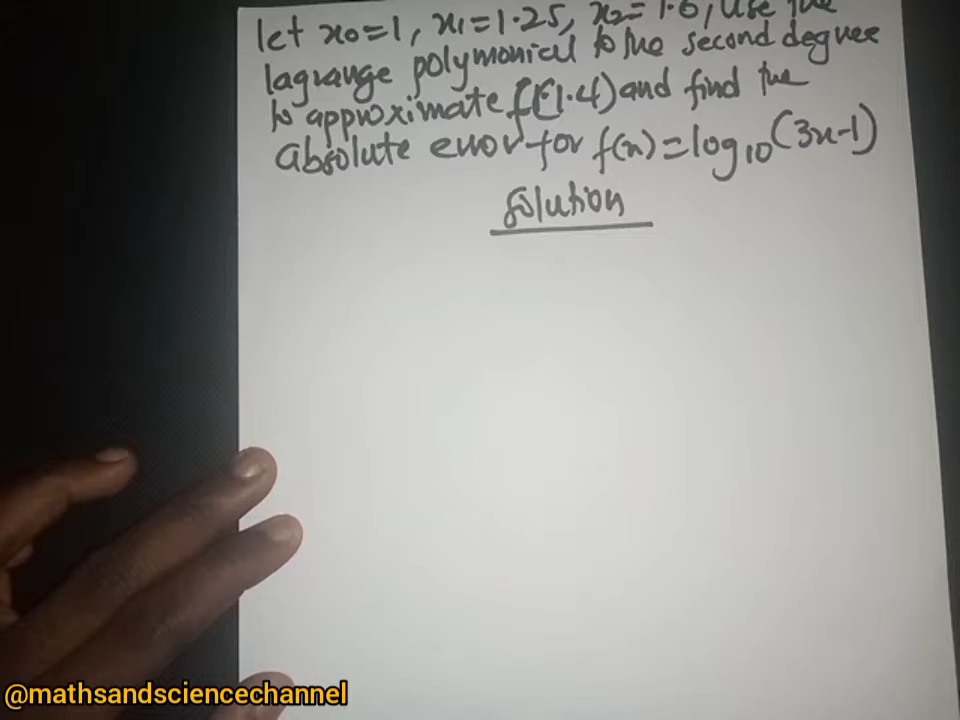 let x₀=1, x₁=1.25, x₂=1.6, use the
lagrange polymonical to the second degree
to approximate f(1.4) and find the
absolute error for f(x)=log₁₀(3x-1)
solution
@mathsandsciencechannel